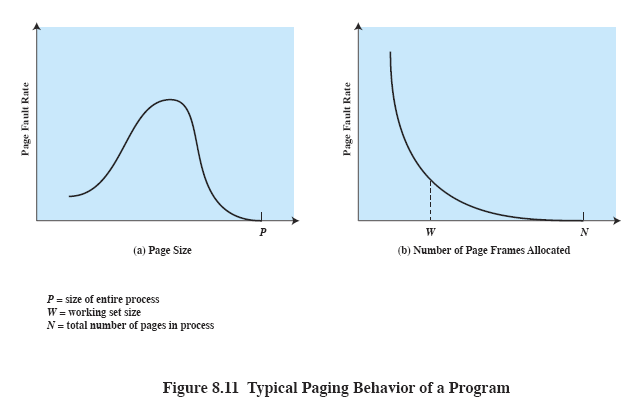 Page Fault Rate
P
(a) Page Size
Page Fault Rate
W
N
(b) Number of Page Frames Allocated
P = size of entire process
W = working set size
N = total number of pages in process
Figure 8.11 Typical Paging Behavior of a Program